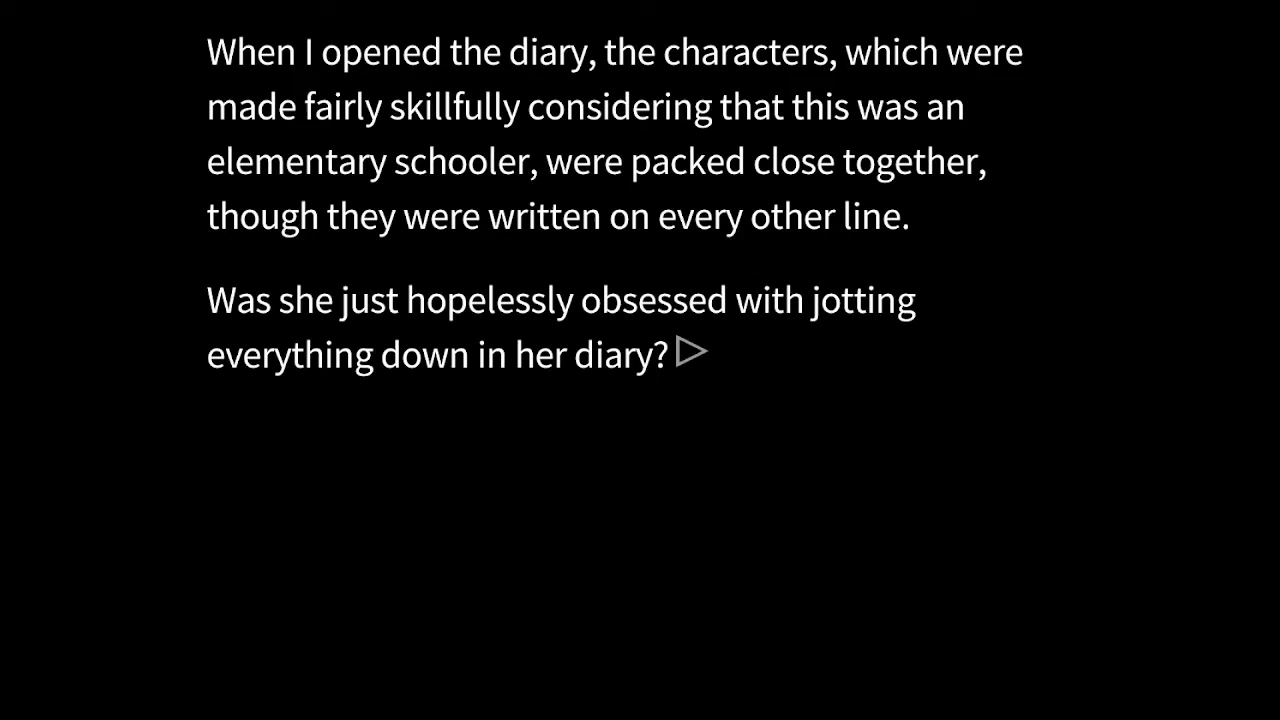 When I opened the diary, the characters, which were
made fairly skillfully considering that this was an
elementary schooler, were packed close together,
though they were written on every other line.
Was she just hopelessly obsessed with jotting
everything down in her diary?